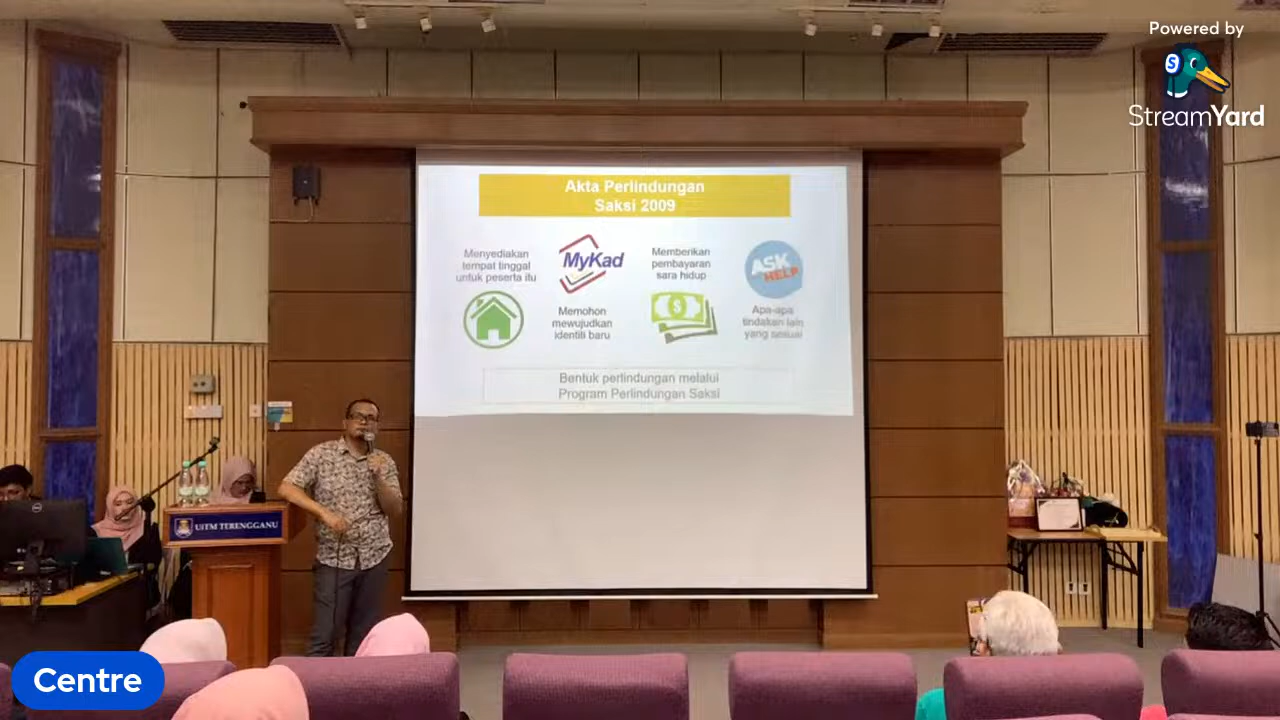 Powered by
StreamYard
Akta Perlindungan
Saksi 2009
Menyediakan
tempat tinggal
untuk peserta itu
MyKad
Memohon
mewujudkan
identiti baru
Memberikan
pembayaran
sara hidup
ASK
HELP
Apa-apa
tindakan lain
yang sesuai
Bentuk perlindungan melalui
Program Perlindungan Saksi
UiTM TERENGGANU
Centre